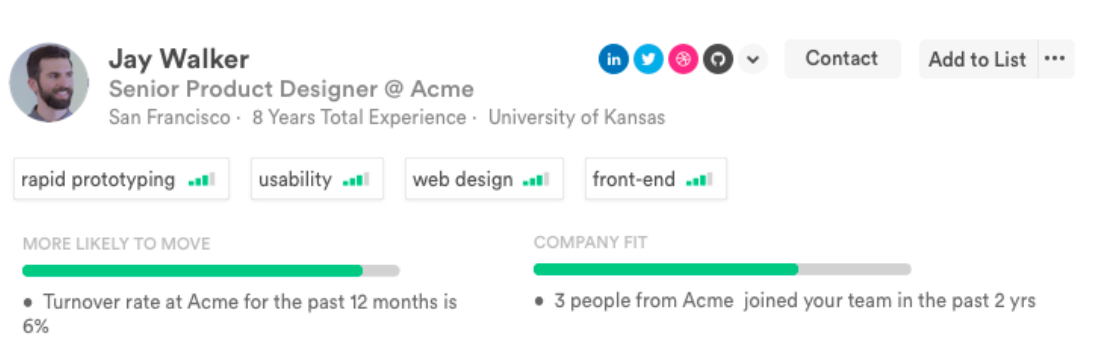 Jay Walker
in
Contact
Add to List
Senior Product Designer @ Acme
San Francisco · 8 Years Total Experience · University of Kansas
rapid prototyping
usability
web design
front-end
MORE LIKELY TO MOVE
COMPANY FIT
• Turnover rate at Acme for the past 12 months is
6%
• 3 people from Acme joined your team in the past 2 yrs